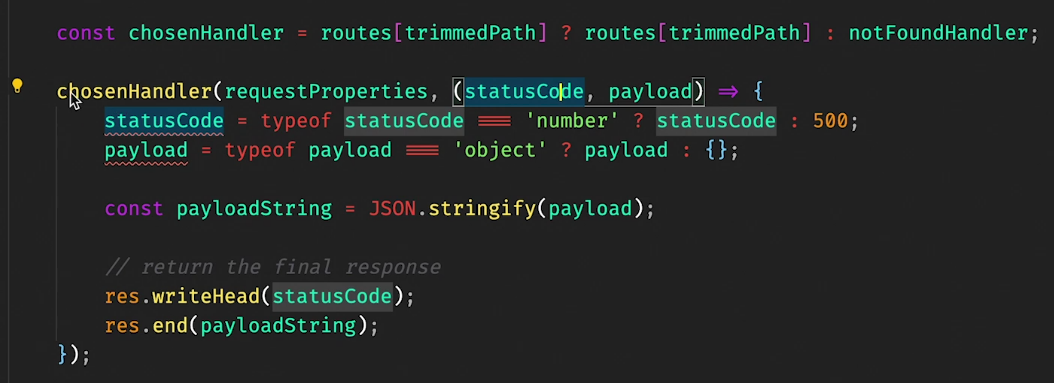 const chosenHandler = routes[trimmedPath] ? routes[trimmedPath] : notFoundHandler;
chosenHandler(requestProperties, (statusCode, payload) => {
statusCode = typeof statusCode === 'number' ? statusCode : 500;
payload = typeof payload === 'object' ? payload : {};
const payloadString = JSON.stringify(payload);
// return the final response
res.writeHead(statusCode);
res.end(payloadString);
});